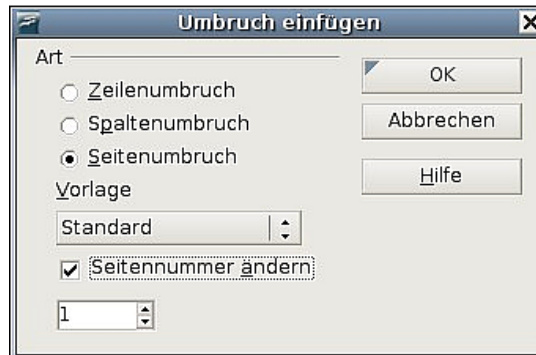 Umbruch einfügen
Art
Zeilenumbruch
Spaltenumbruch
Seitenumbruch
Vorlage
Standard
Seitennummer ändern
1
OK
Abbrechen
Hilfe